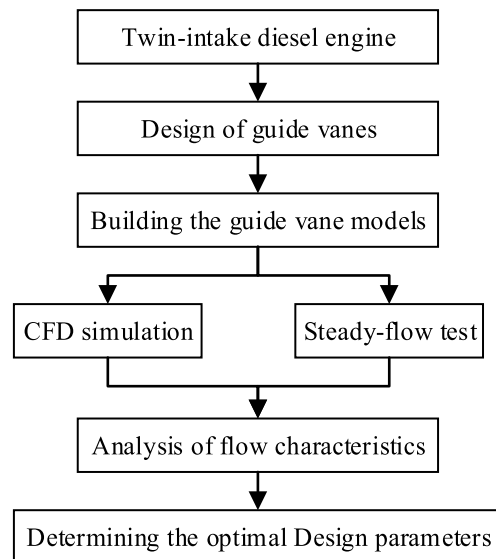 Twin-intake diesel engine
Design of guide vanes
Building the guide vane models
CFD simulation
Steady-flow test
Analysis of flow characteristics
Determining the optimal Design parameters